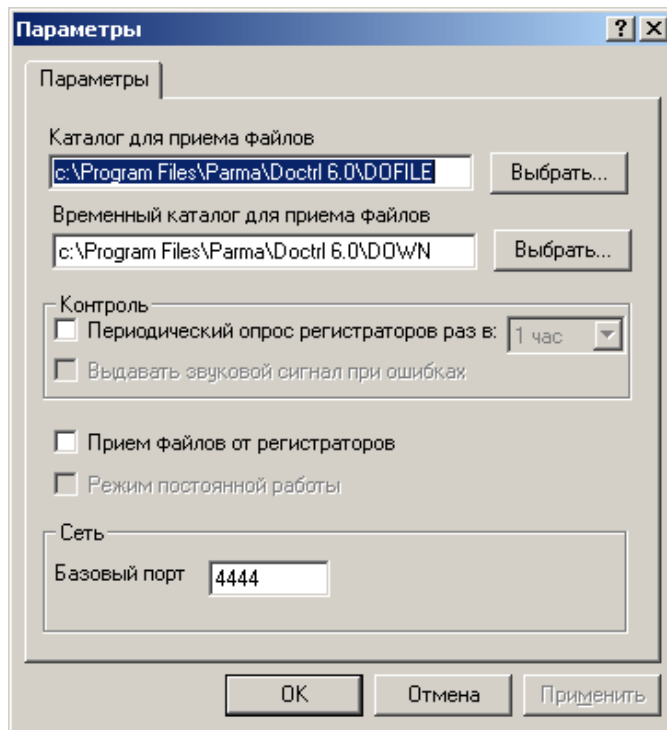 Параметры
Параметры
Каталог для приема файлов
c:\Program Files\Parma\Doctrl 6.0\DOFILE
Выбрать...
Временный каталог для приема файлов
c:\Program Files\Parma\Doctrl 6.0\DOWN
Выбрать...
Контроль
Периодический опрос регистраторов раз в: 1 час
Выдавать звуковой сигнал при ошибках
Прием файлов от регистраторов
Режим постоянной работы
Сеть
Базовый порт 4444
OK Отмена Применить